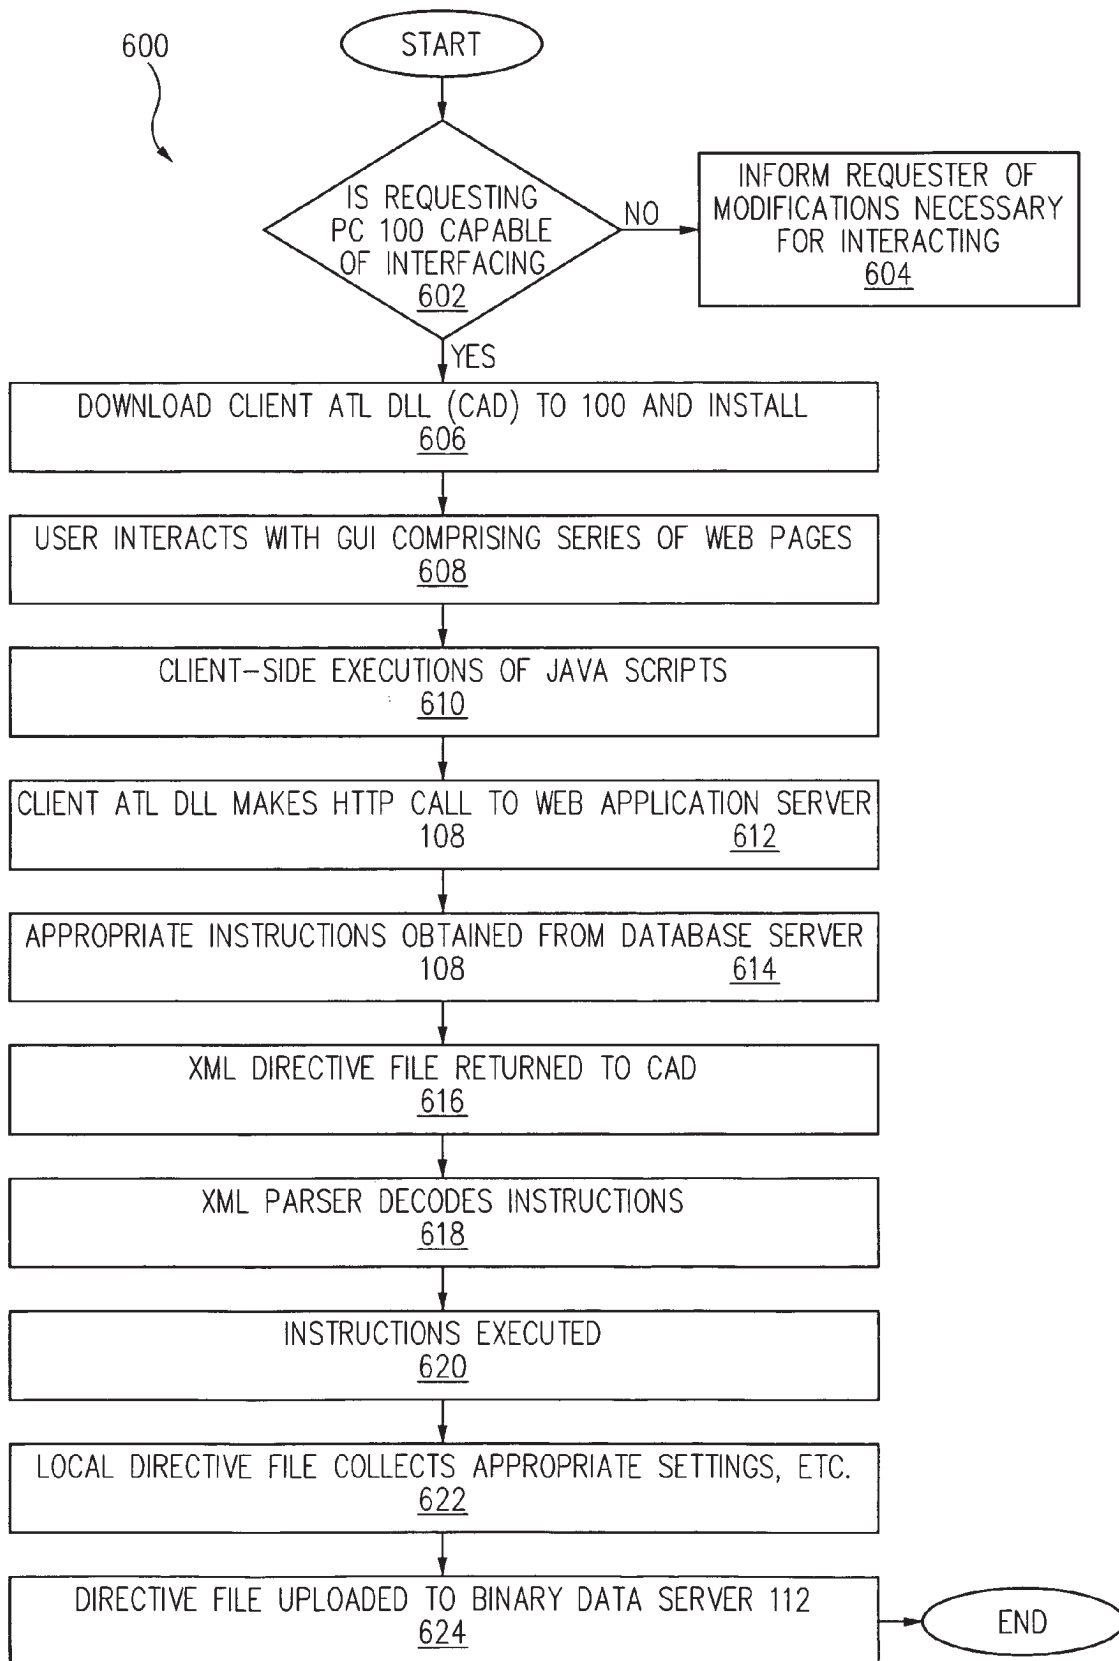 600
START
IS REQUESTING
PC 100 CAPABLE
OF INTERFACING
602
NO
INFORM REQUESTER OF
MODIFICATIONS NECESSARY
FOR INTERACTING
604
YES
DOWNLOAD CLIENT ATL DLL (CAD) TO 100 AND INSTALL
606
USER INTERACTS WITH GUI COMPRISING SERIES OF WEB PAGES
608
CLIENT-SIDE EXECUTIONS OF JAVA SCRIPTS
610
CLIENT ATL DLL MAKES HTTP CALL TO WEB APPLICATION SERVER
108 612
APPROPRIATE INSTRUCTIONS OBTAINED FROM DATABASE SERVER
108 614
XML DIRECTIVE FILE RETURNED TO CAD
616
XML PARSER DECODES INSTRUCTIONS
618
INSTRUCTIONS EXECUTED
620
LOCAL DIRECTIVE FILE COLLECTS APPROPRIATE SETTINGS, ETC.
622
DIRECTIVE FILE UPLOADED TO BINARY DATA SERVER 112
624
END